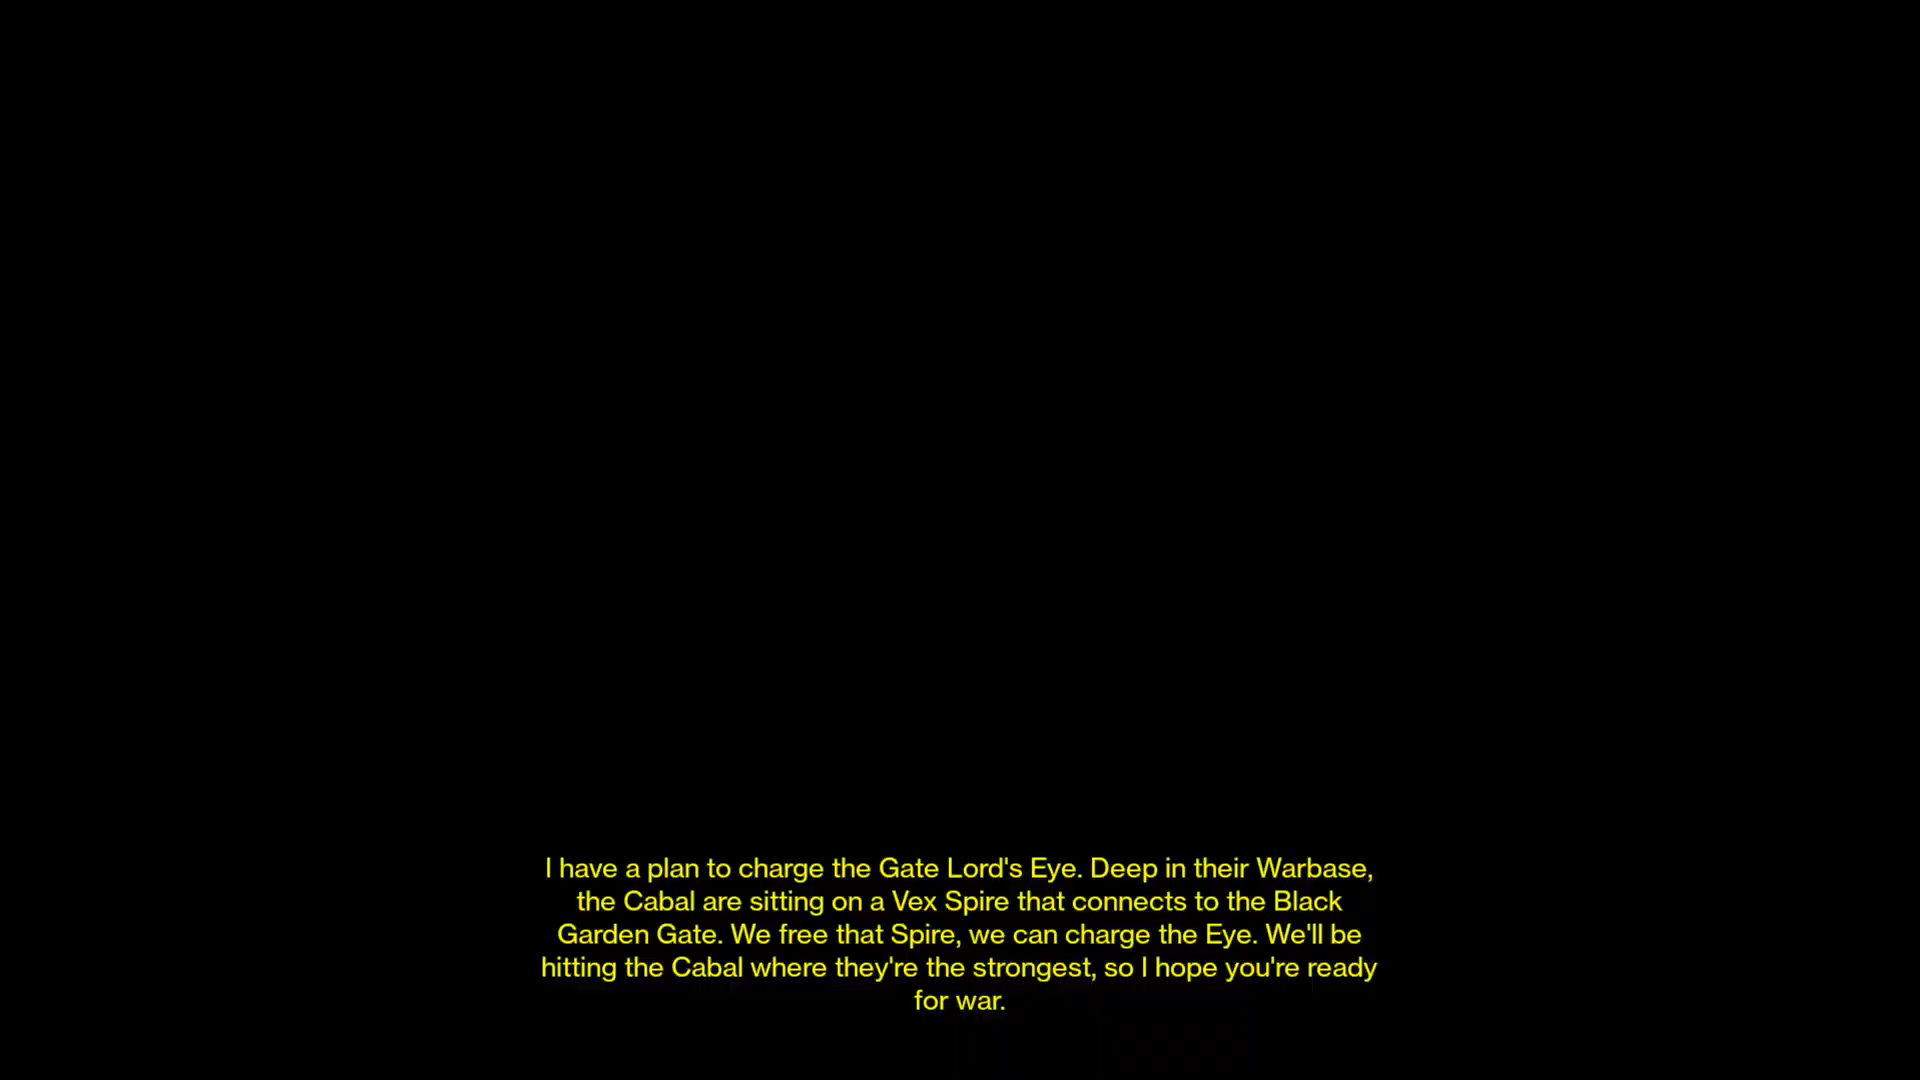 I have a plan to charge the Gate Lord's Eye. Deep in their Warbase,
the Cabal are sitting on a Vex Spire that connects to the Black
Garden Gate. We free that Spire, we can charge the Eye. We'll be
hitting the Cabal where they're the strongest, so I hope you're ready
for war.